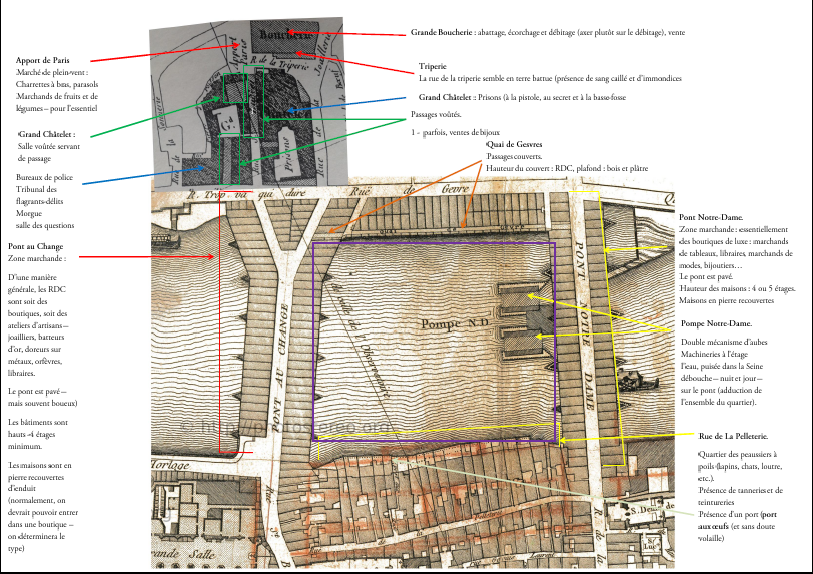 Grande Boucherie : abattage, écorchage et débitage (axer plutôt sur le débitage), vente
Triperie
La rue de la triperie semble en terre battue (présence de sang caillé et d'immondices
Grand Châtelet : Prisons (à la pistole, au secret et à la basse-fosse
Passages voûtés.
1 - parfois, ventes de bijoux
Quai de Gesvres
Passages couverts.
Hauteur du couvert : RDC, plafond : bois et plâtre
Apport de Paris
Marché de plein-vent :
Charrettes à bras, parasols
Marchands de fruits et de
légumes – pour l'essentiel
Grand Châtelet :
Salle voûtée servant
de passage
Bureaux de police
Tribunal des
flagrants-délits
Morgue
salle des questions
Pont au Change
Zone marchande :
D'une manière
générale, les RDC
sont soit des
boutiques, soit des
ateliers d'artisans –
joailliers, batteurs
d'or, doreurs sur
métaux, orfèvres,
libraires.
Le pont est pavé –
mais souvent boueux)
Les bâtiments sont
hauts -4 étages
minimum.
Les maisons sont en
pierre recouvertes
d'enduit
(normalement, on
devrait pouvoir entrer
dans une boutique –
on déterminera le
type)
Boucherie
Apport
Paris
R. de la Triperie
Prisons
R. Trop va qui dure
Rue de Gevre
PONT AU CHANGE
PONT NOTRE DAME
Pompe N.D.
de l'Observatoire
Horloge
Grande Salle
S. Den. de
S. Luc
Pont Notre-Dame.
Zone marchande : essentiellement
des boutiques de luxe : marchands
de tableaux, libraires, marchands de
modes, bijoutiers…
Le pont est pavé.
Hauteur des maisons : 4 ou 5 étages.
Maisons en pierre recouvertes
Pompe Notre-Dame.
Double mécanisme d'aubes
Machineries à l'étage
l'eau, puisée dans la Seine
débouche – nuit et jour –
sur le pont (adduction de
l'ensemble du quartier).
Rue de La Pelleterie.
Quartier des peaussiers à
poils (lapins, chats, loutre,
etc.).
Présence de tanneries et de
teintureries
Présence d'un port (port
aux œufs (et sans doute
volaille)